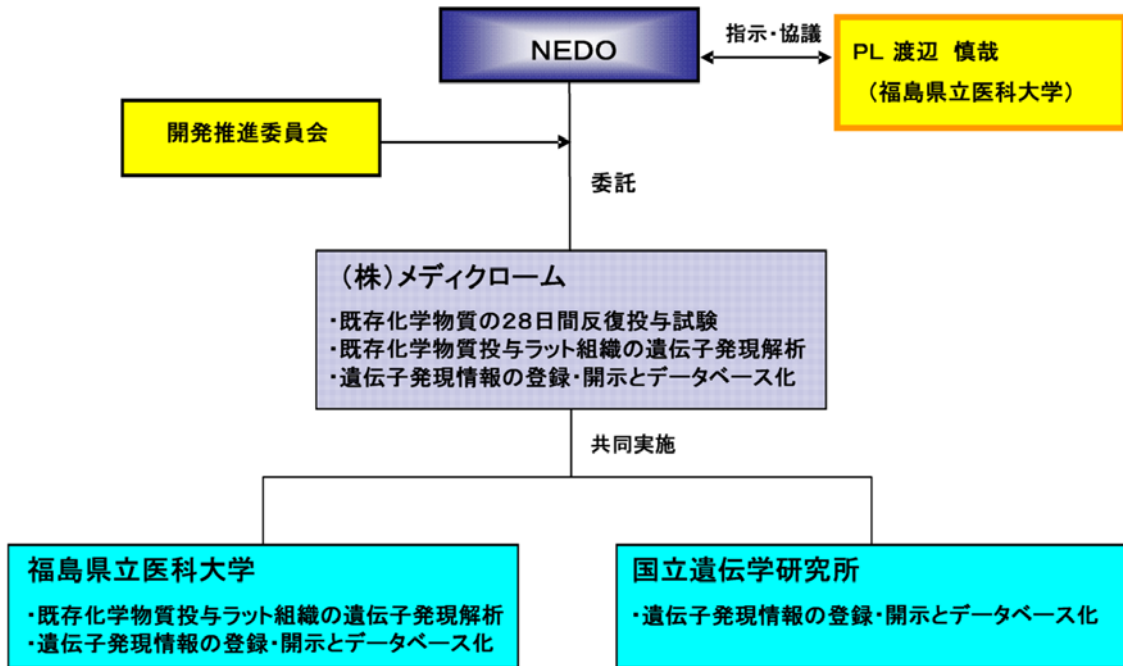 NEDO
指示・協議
PL 渡辺 慎哉
（福島県立医科大学）
開発推進委員会
委託
（株）メディクローム
・既存化学物質の２８日間反復投与試験
・既存化学物質投与ラット組織の遺伝子発現解析
・遺伝子発現情報の登録・開示とデータベース化
共同実施
福島県立医科大学
・既存化学物質投与ラット組織の遺伝子発現解析
・遺伝子発現情報の登録・開示とデータベース化
国立遺伝学研究所
・遺伝子発現情報の登録・開示とデータベース化